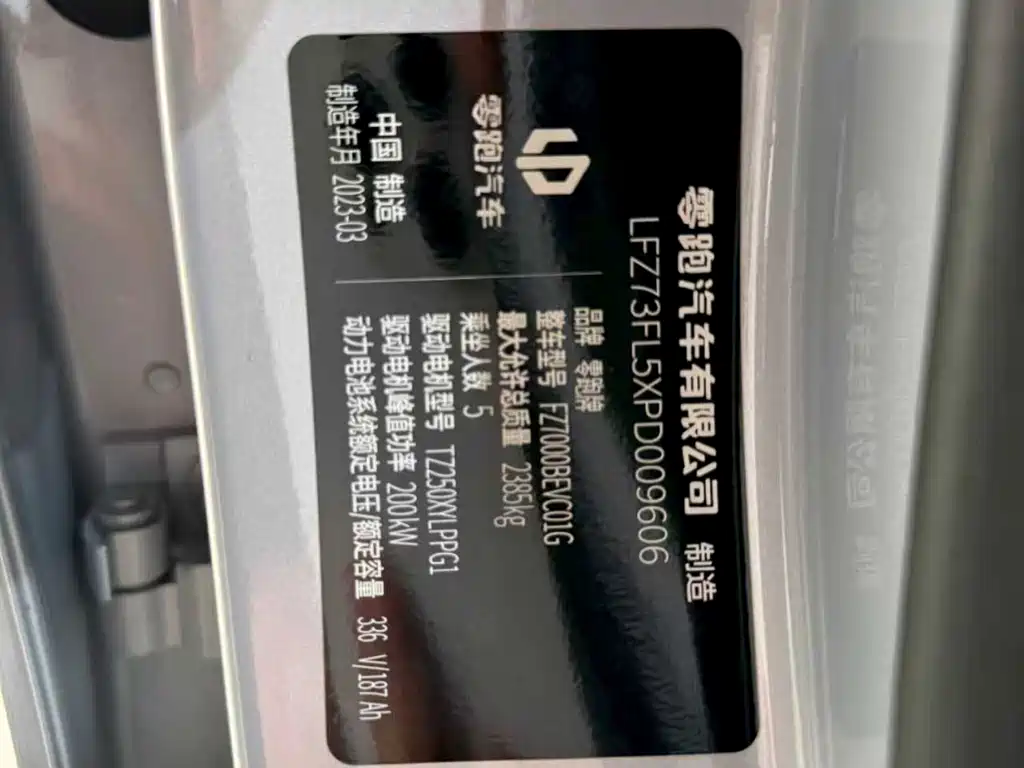 零跑汽车有限公司 制造
LFZ73FL5XPD009606
零跑汽车
中国 制造
制造年月 2023-03
品牌 零跑牌
整车型号 FZ7000BEVC01G
最大允许总质量 2385kg
乘坐人数 5
驱动电机型号 TZ250XYLPPG1
驱动电机峰值功率 200kW
动力电池系统额定电压/额定容量 336 V/187Ah